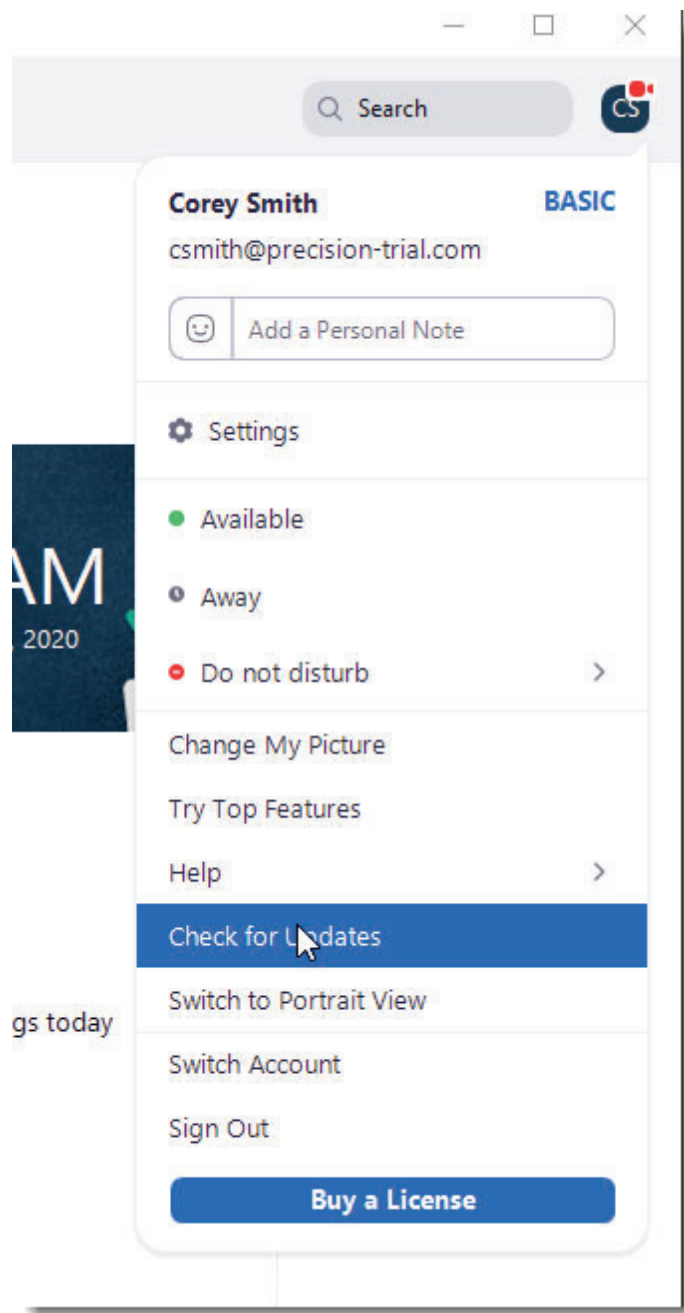 Search
CS
Corey Smith
BASIC
csmith@precision-trial.com
Add a Personal Note
Settings
Available
AM
Away
, 2020
Do not disturb
Change My Picture
Try Top Features
Help
Check for Updates
Switch to Portrait View
gs today
Switch Account
Sign Out
Buy a License